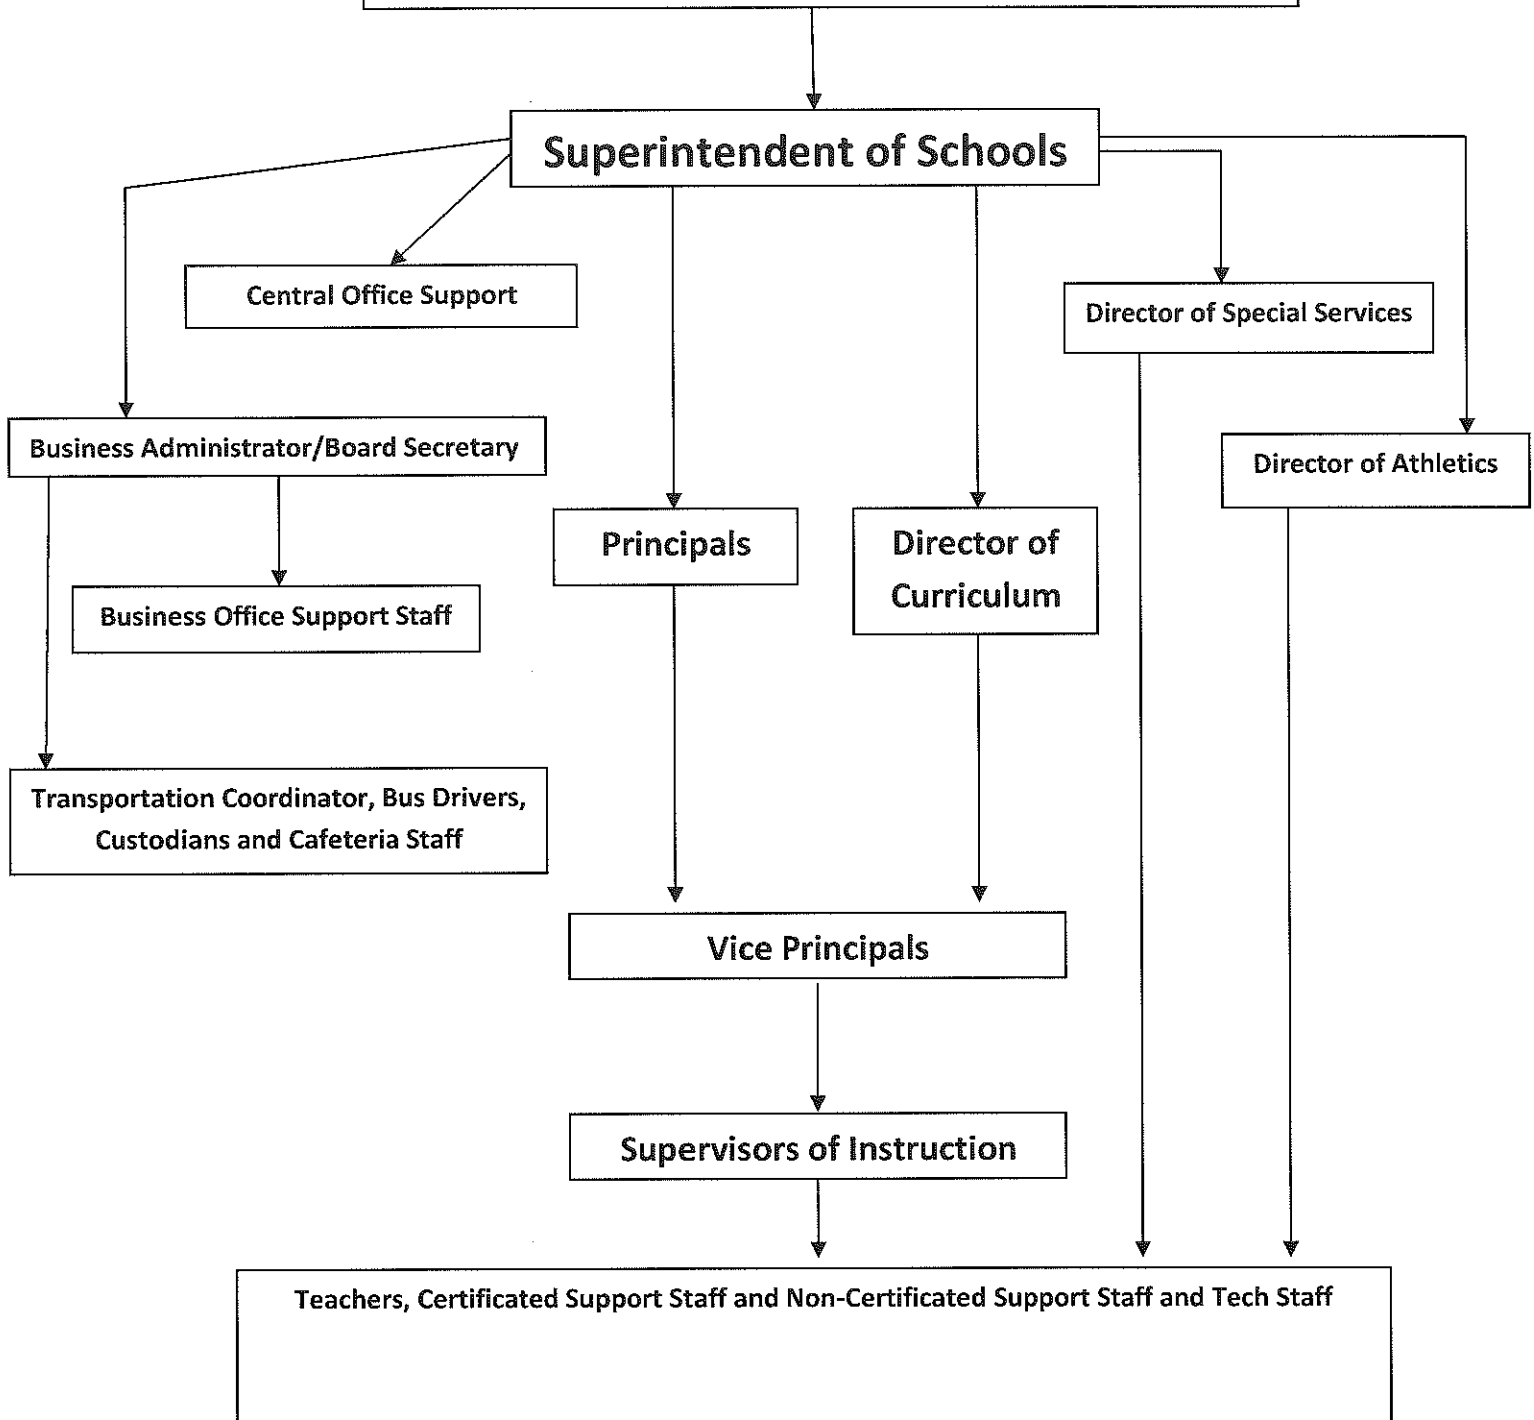 Superintendent of Schools
Central Office Support
Director of Special Services
Business Administrator/Board Secretary
Director of Athletics
Principals
Director of
Curriculum
Business Office Support Staff
Transportation Coordinator, Bus Drivers,
Custodians and Cafeteria Staff
Vice Principals
Supervisors of Instruction
Teachers, Certificated Support Staff and Non-Certificated Support Staff and Tech Staff